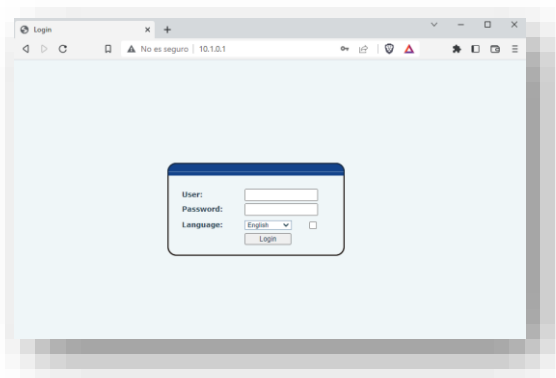 Login
No es seguro | 10.1.0.1
User:
Password:
Language: English
Login